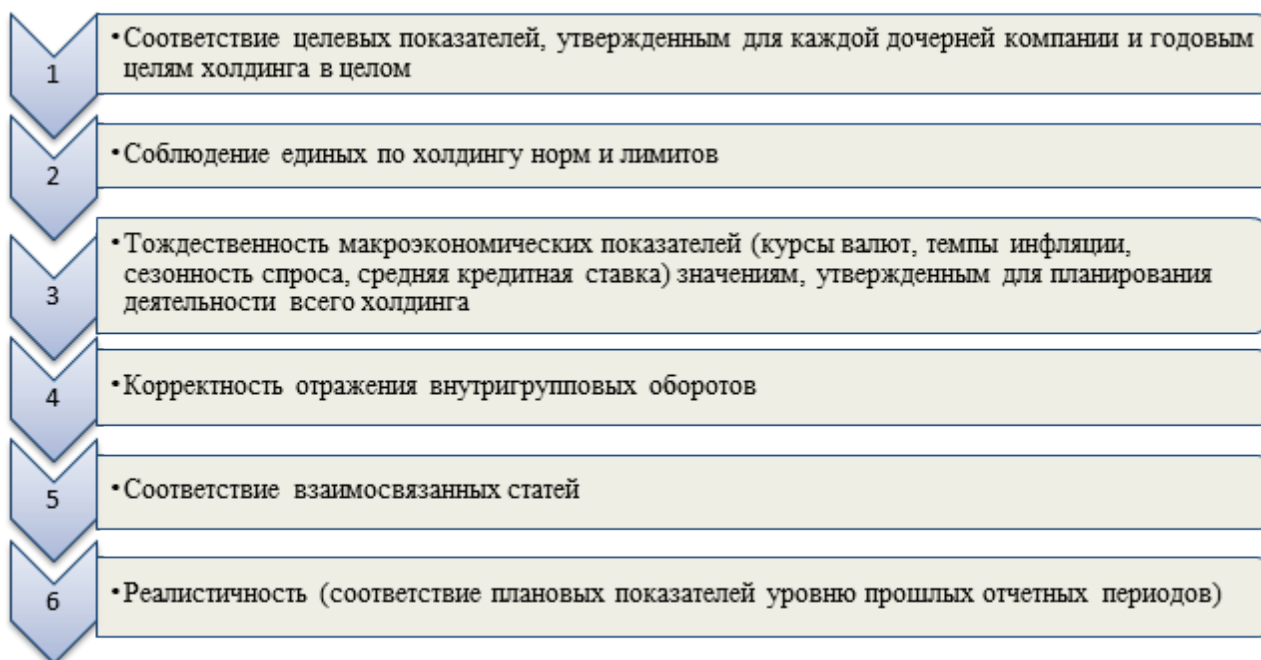 1
•Соответствие целевых показателей, утвержденным для каждой дочерней компании и годовым
целям холдинга в целом
2
•Соблюдение единых по холдингу норм и лимитов
3
•Тождественность макроэкономических показателей (курсы валют, темпы инфляции,
сезонность спроса, средняя кредитная ставка) значениям, утвержденным для планирования
деятельности всего холдинга
4
•Корректность отражения внутригрупповых оборотов
5
•Соответствие взаимосвязанных статей
6
•Реалистичность (соответствие плановых показателей уровню прошлых отчетных периодов)